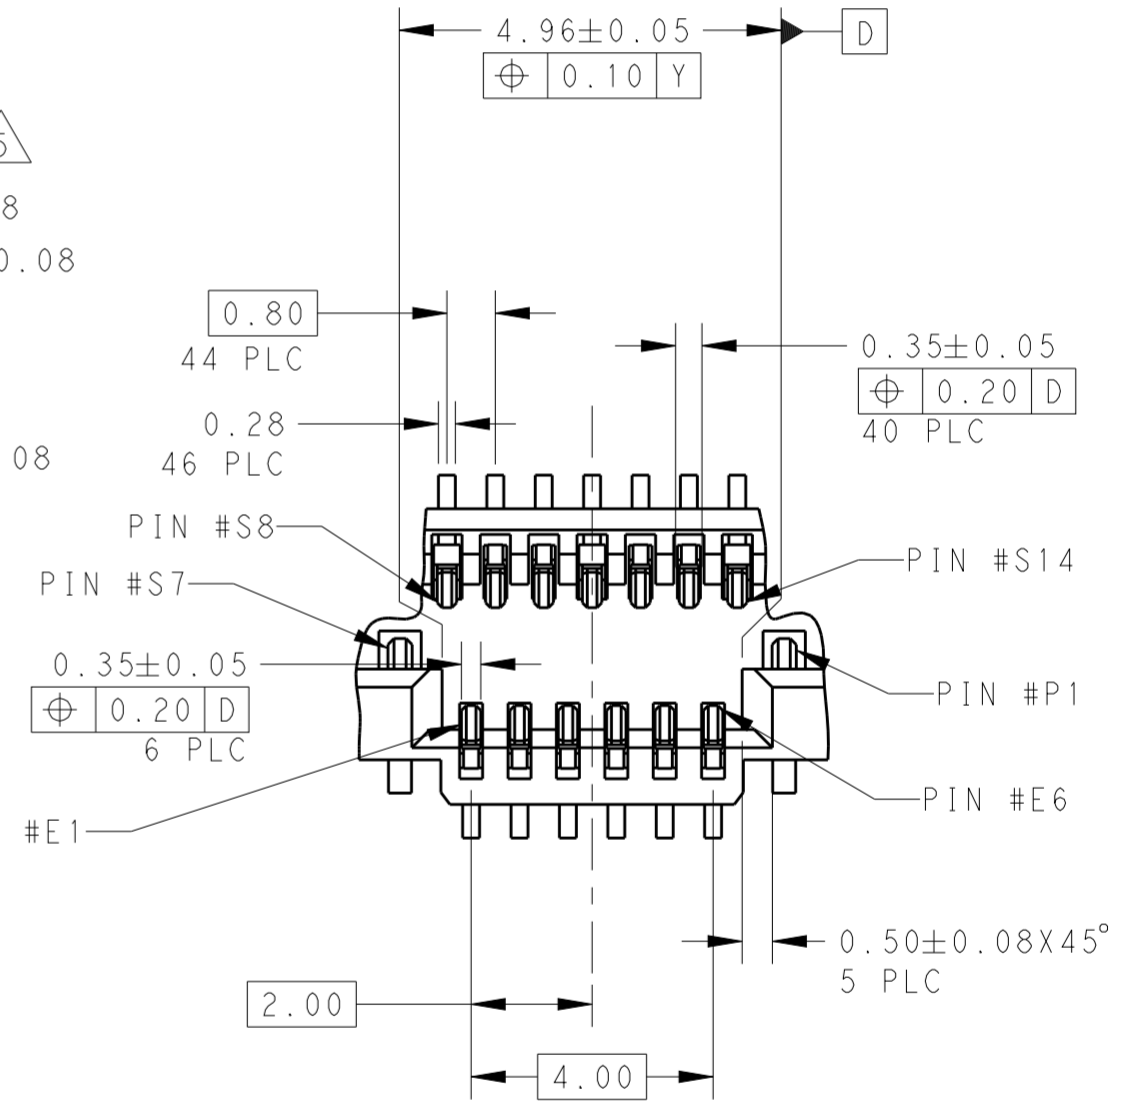 4.96±0.05
D
⌖ 0.10 Y
5
8
0.08
0.80
44 PLC
0.35±0.05
⌖ 0.20 D
40 PLC
0.28
46 PLC
08
PIN #S8
PIN #S14
PIN #S7
0.35±0.05
⌖ 0.20 D
6 PLC
PIN #P1
PIN #E6
#E1
0.50±0.08X45°
5 PLC
2.00
4.00